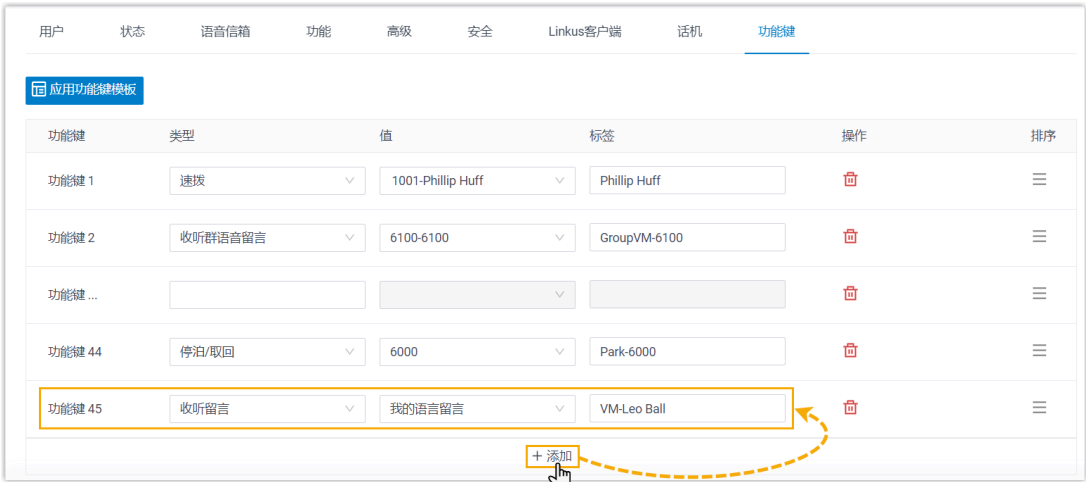 用户 状态 语音信箱 功能 高级 安全 Linkus客户端 话机 功能键
应用功能键模板
功能键 类型 值 标签 操作 排序
功能键 1 速拨 1001-Phillip Huff Phillip Huff
功能键 2 收听群语音留言 6100-6100 GroupVM-6100
功能键 ...
功能键 44 停泊/取回 6000 Park-6000
功能键 45 收听留言 我的语言留言 VM-Leo Ball
+ 添加